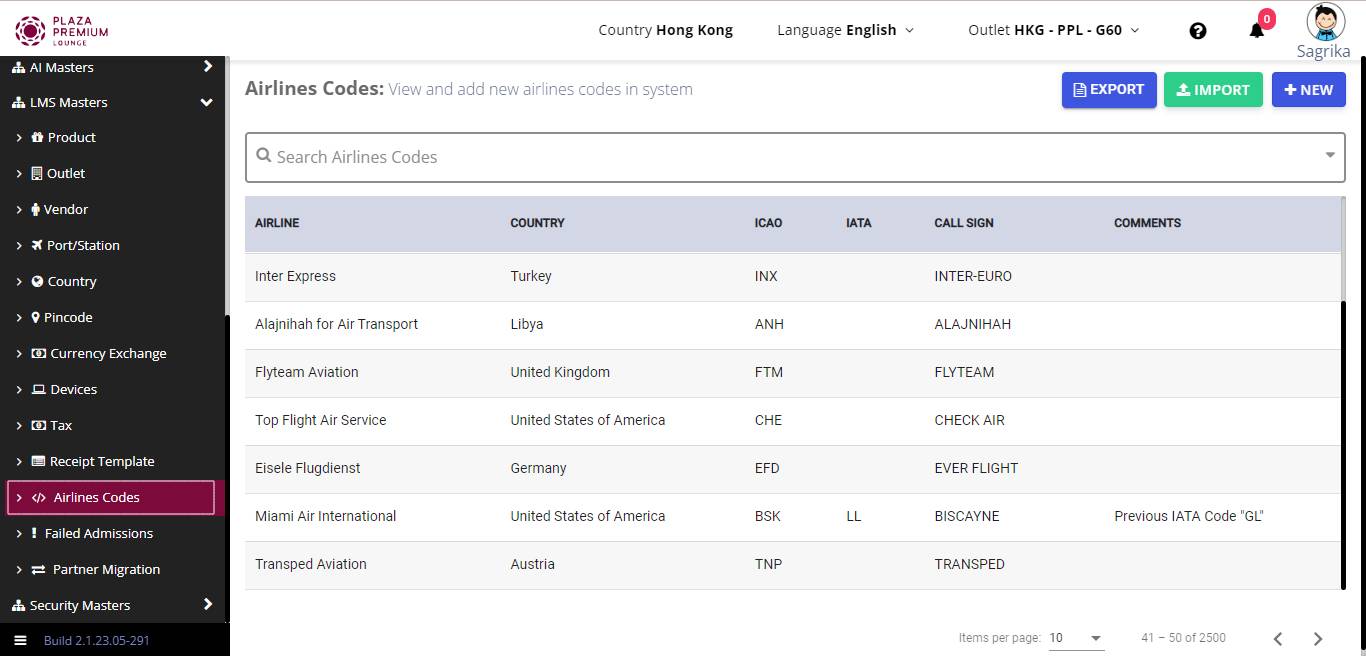 PLAZA
PREMIUM
LOUNGE
Country Hong Kong
Language English
Outlet HKG - PPL - G60
0
Sagrika
AI Masters
LMS Masters
Product
Outlet
Vendor
Port/Station
Country
Pincode
Currency Exchange
Devices
Tax
Receipt Template
Airlines Codes
Failed Admissions
Partner Migration
Security Masters
Build 2.1.23.05-291
Airlines Codes: View and add new airlines codes in system
EXPORT
IMPORT
NEW
Search Airlines Codes
AIRLINE COUNTRY ICAO IATA CALL SIGN COMMENTS
Inter Express Turkey INX INTER-EURO
Alajnihah for Air Transport Libya ANH ALAJNIHAH
Flyteam Aviation United Kingdom FTM FLYTEAM
Top Flight Air Service United States of America CHE CHECK AIR
Eisele Flugdienst Germany EFD EVER FLIGHT
Miami Air International United States of America BSK LL BISCAYNE Previous IATA Code "GL"
Transped Aviation Austria TNP TRANSPED
Items per page: 10 41 – 50 of 2500